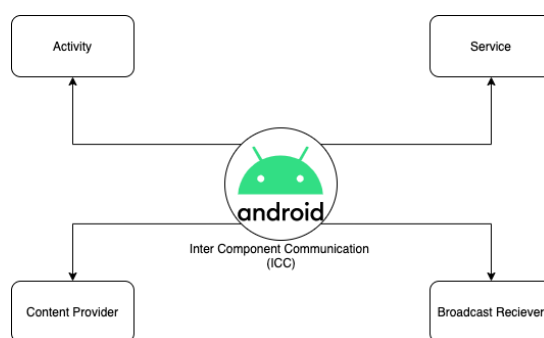 Activity
Service
android
Inter Component Communication
(ICC)
Content Provider
Broadcast Reciever